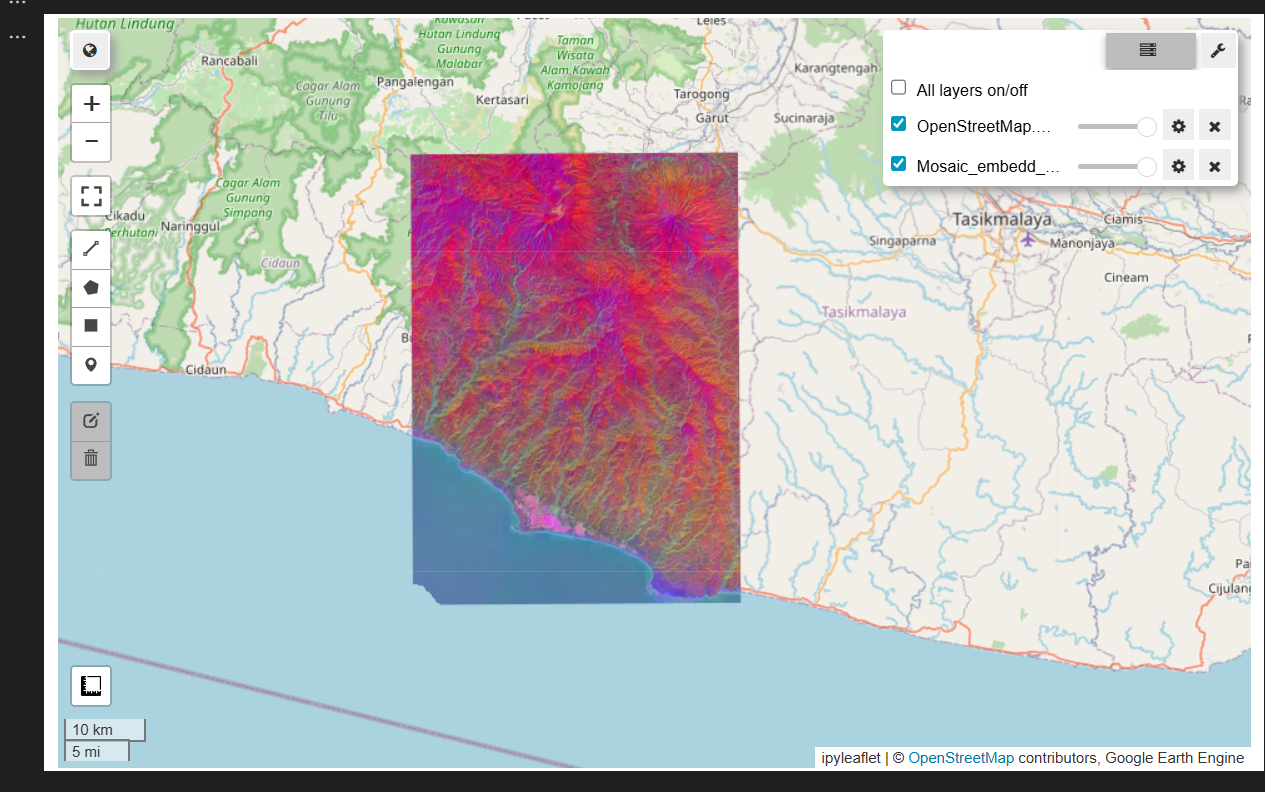 Hutan Lindung
Hutan Lindung
Gunung
Malabar
Leles
Rancabali
Taman
Wisata
Alam Kawah
Kamojang
Karangtengah
Pangalengan
Cagar Alam
Gunung
Tilu
Kertasari
Tarogong
Garut
Sucinaraja
All layers on/off
OpenStreetMap....
Mosaic_embedd_...
Cagar Alam
Gunung
Simpang
Cikadu
Perhutani
Naringgul
Cidaun
Tasikmalaya
Ciamis
Singaparna
Manonjaya
Cineam
Tasikmalaya
Cidaun
Cijulang
10 km
5 mi
ipyleaflet | © OpenStreetMap contributors, Google Earth Engine